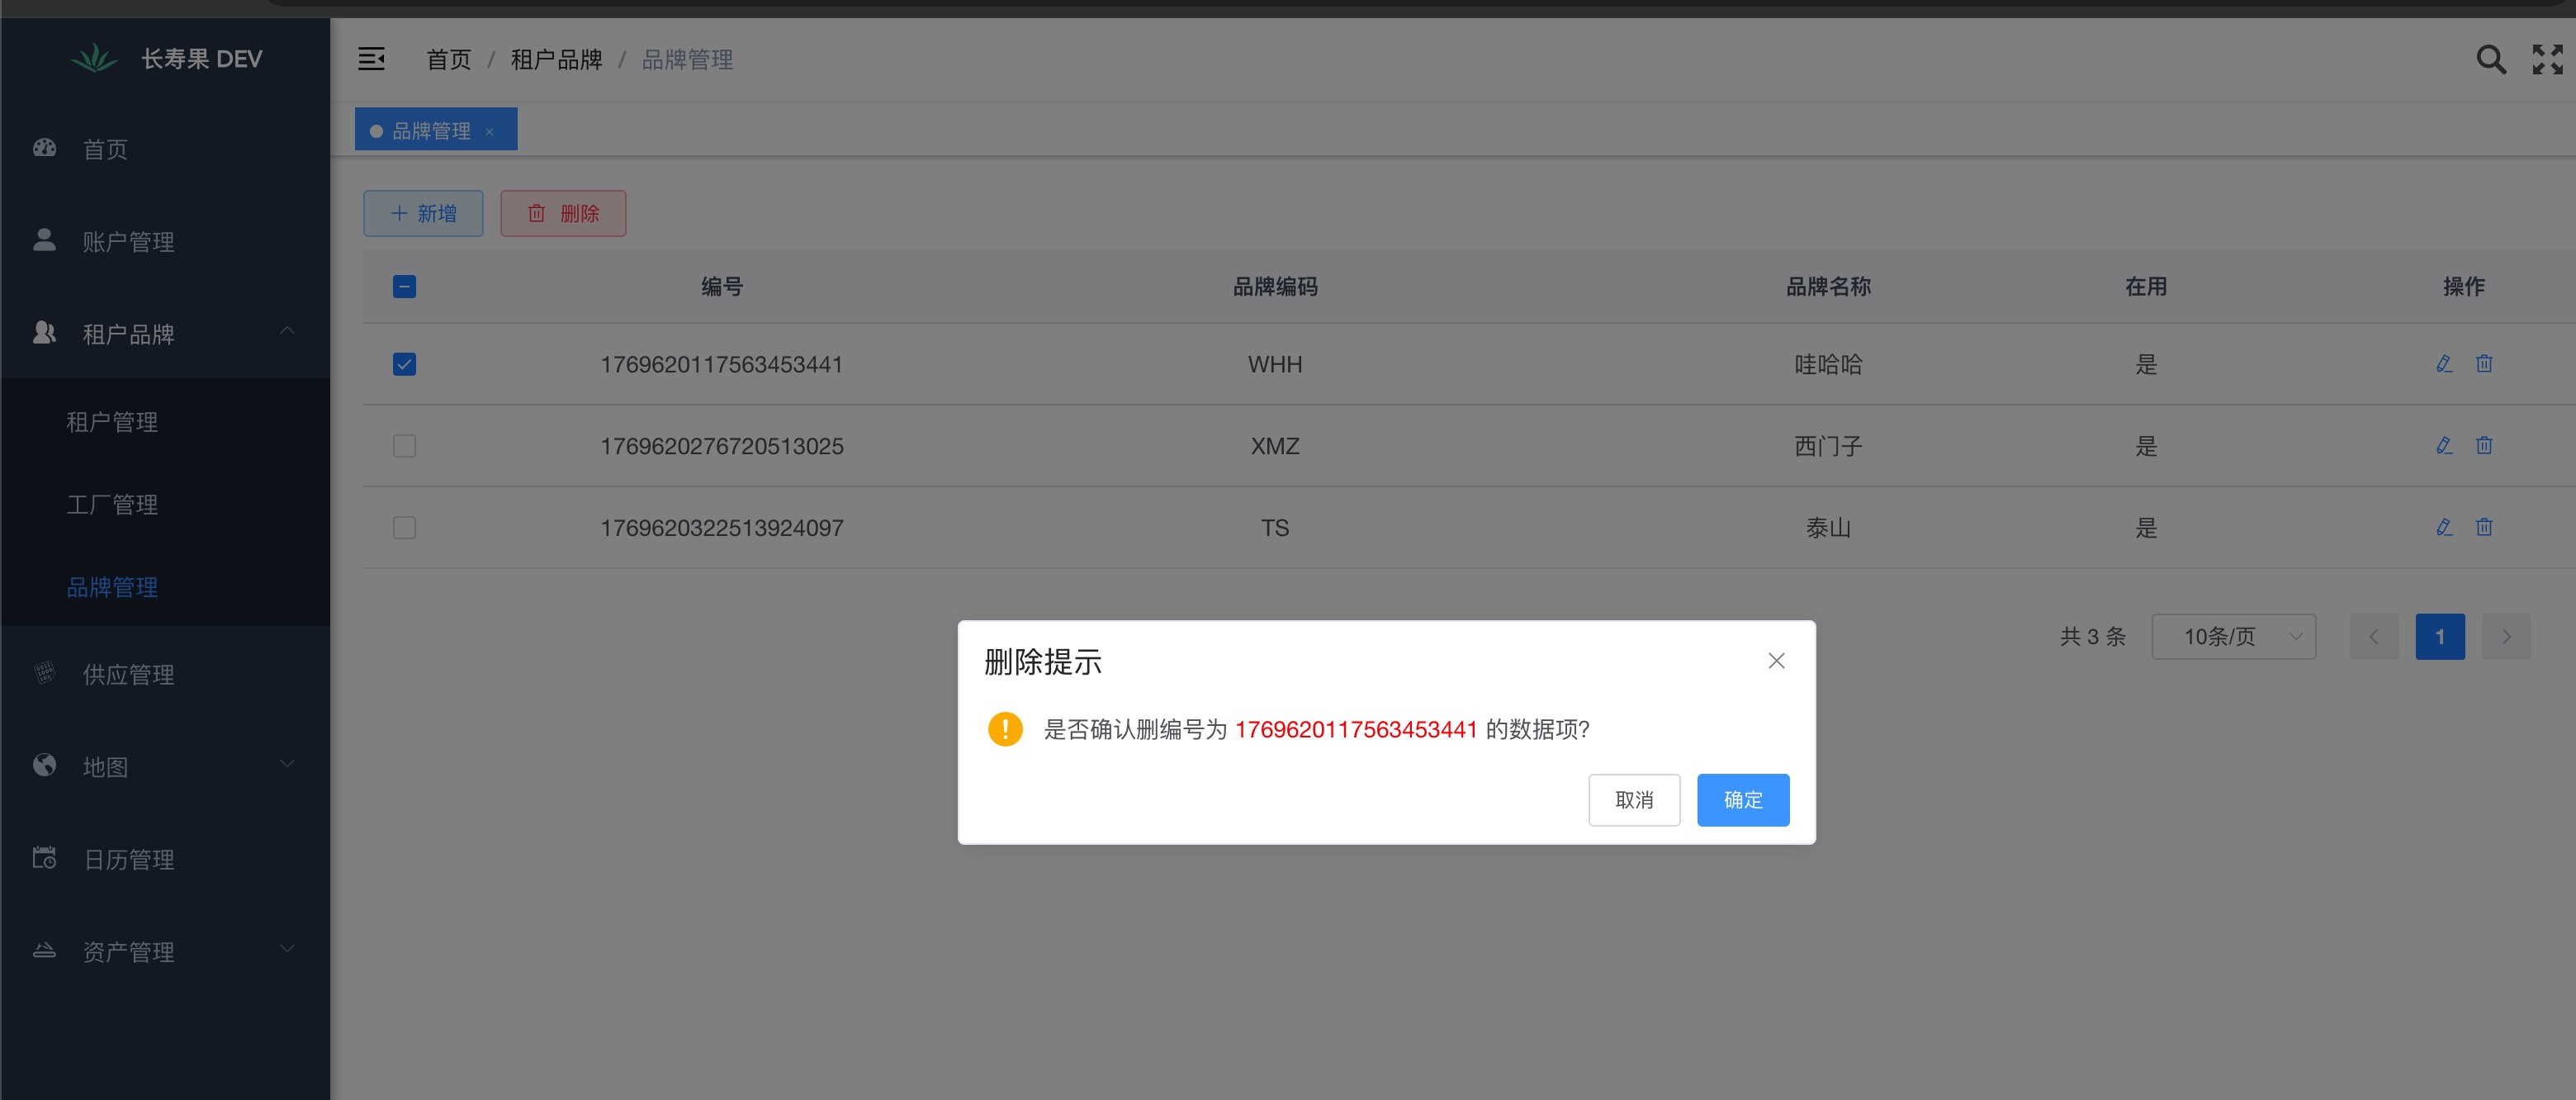 长寿果 DEV
首页 / 租户品牌 / 品牌管理
品牌管理 ×
首页
账户管理
租户品牌
租户管理
工厂管理
品牌管理
供应管理
地图
日历管理
资产管理
新增 删除
编号 品牌编码 品牌名称 在用 操作
1769620117563453441 WHH 哇哈哈 是
1769620276720513025 XMZ 西门子 是
1769620322513924097 TS 泰山 是
共 3 条 10条/页 1
删除提示
是否确认删编号为 1769620117563453441 的数据项?
取消 确定